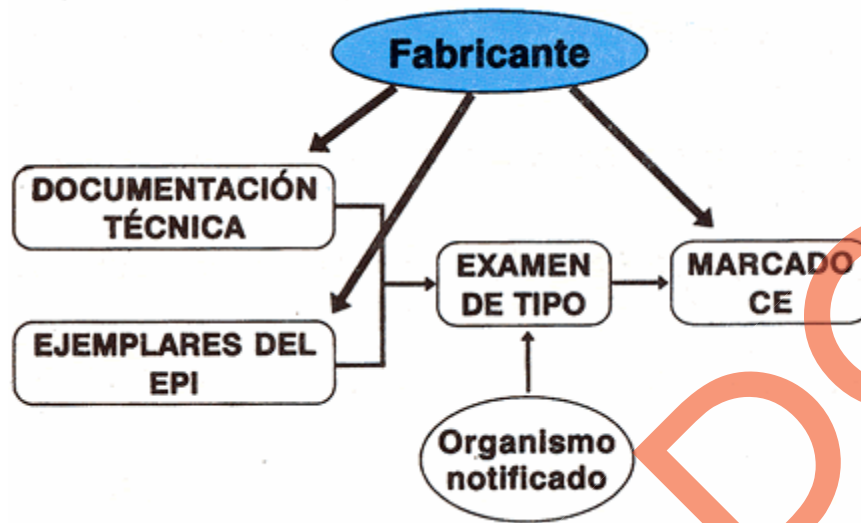 Fabricante
DOCUMENTACIÓN
TÉCNICA
EXAMEN
DE TIPO
MARCADO
CE
EJEMPLARES DEL
EPI
Organismo
notificado